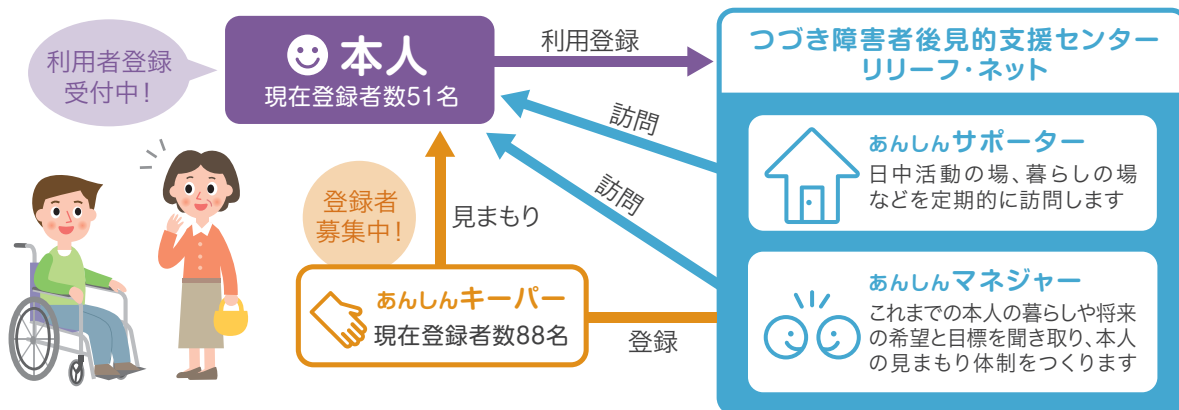 利用者登録
受付中!
本人
現在登録者数51名
利用登録
つづき障害者後見的支援センター
リリーフ・ネット
訪問
訪問
あんしんサポーター
日中活動の場、暮らしの場
などを定期的に訪問します
登録者
募集中!
見まもり
あんしんキーパー
現在登録者数88名
登録
あんしんマネジャー
これまでの本人の暮らしや将来
の希望と目標を聞き取り、本人
の見まもり体制をつくります